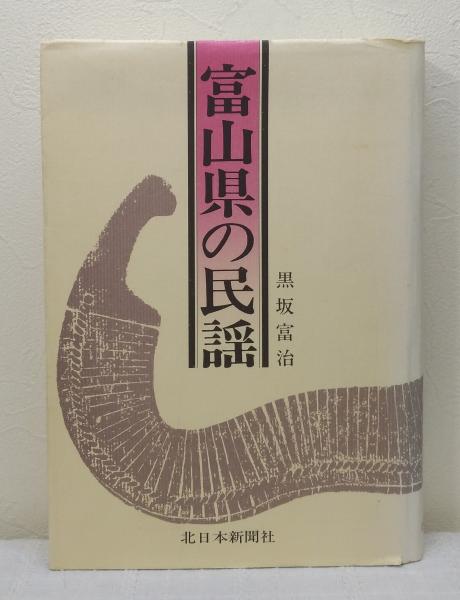 富山県の民謡
黒坂富治
北日本新聞社